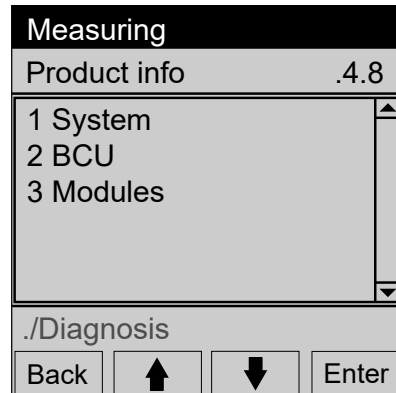 Measuring
Product info .4.8
1 System
2 BCU
3 Modules
./Diagnosis
Back Enter